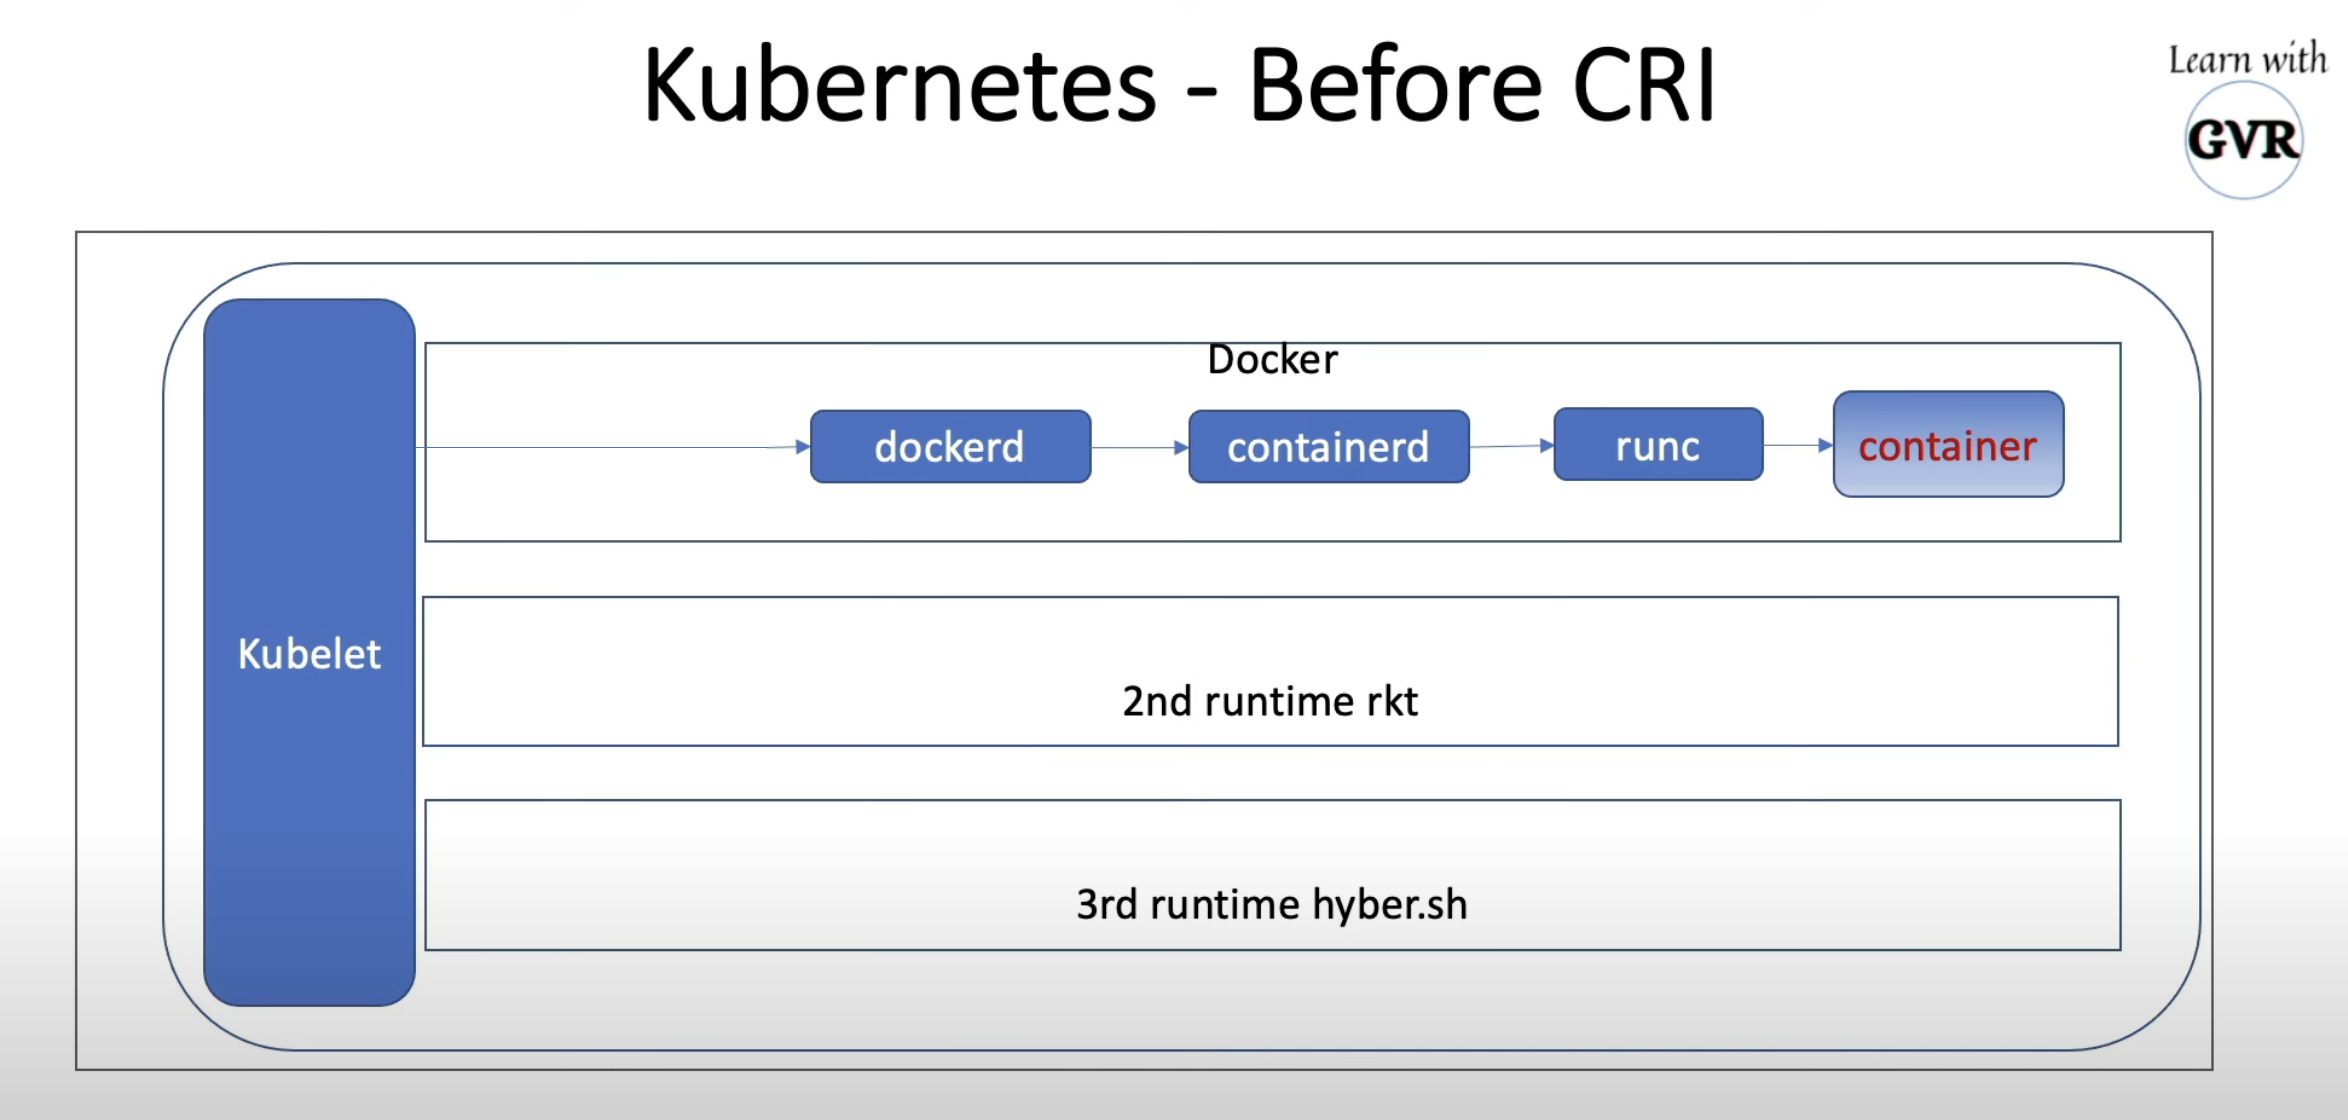 Kubernetes - Before CRI
Learn with
GVR
Docker
dockerd
containerd
runc
container
Kubelet
2nd runtime rkt
3rd runtime hyber.sh